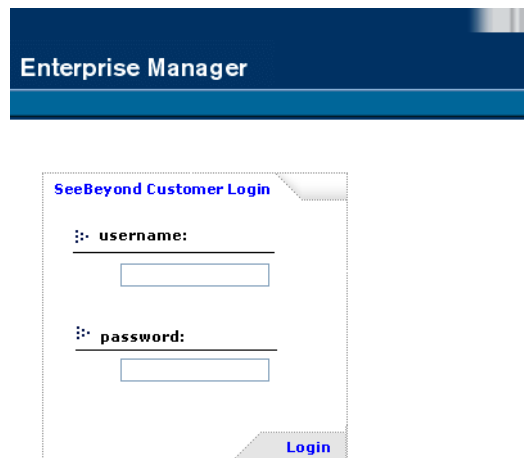 Enterprise Manager
SeeBeyond Customer Login
username:
password:
Login